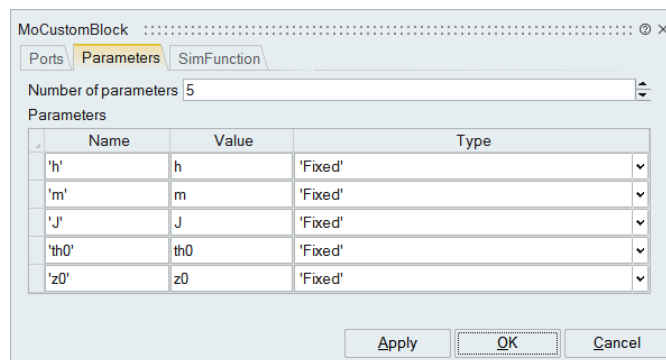 MoCustomBlock
Ports Parameters SimFunction
Number of parameters 5
Parameters
Name Value Type
'h' h 'Fixed'
'm' m 'Fixed'
'J' J 'Fixed'
'th0' th0 'Fixed'
'z0' z0 'Fixed'
Apply OK Cancel